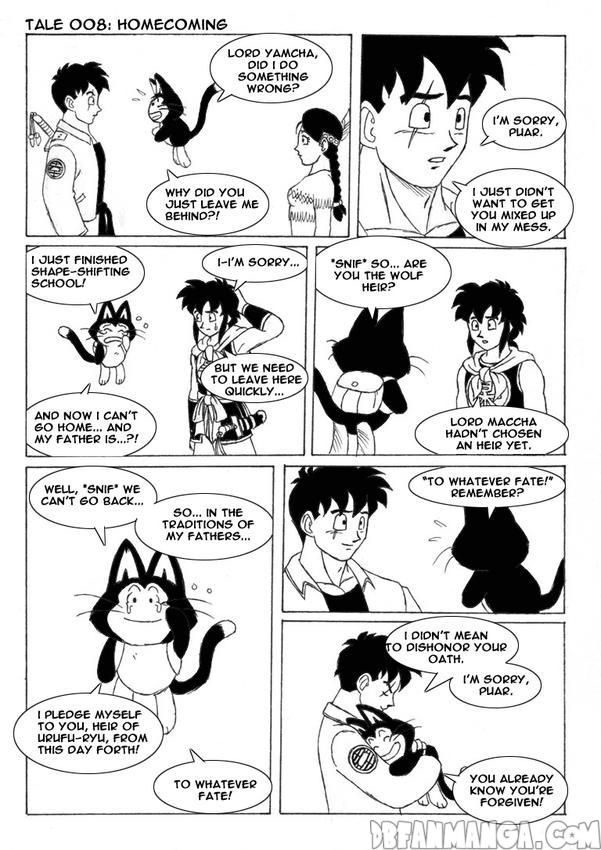 TALE 008: HOMECOMING
LORD YAMCHA,
DID I DO
SOMETHING
WRONG?
WHY DID YOU
JUST LEAVE ME
BEHIND?!
I'M SORRY,
PUAR.
I JUST DIDN'T
WANT TO GET
YOU MIXED UP
IN MY MESS.
I JUST FINISHED
SHAPE-SHIFTING
SCHOOL!
AND NOW I CAN'T
GO HOME... AND
MY FATHER IS...?!
I-I'M SORRY...
BUT WE NEED
TO LEAVE HERE
QUICKLY...
"SNIF" SO... ARE
YOU THE WOLF
HEIR?
LORD MACCHA
HADN'T CHOSEN
AN HEIR YET.
WELL, "SNIF" WE
CAN'T GO BACK...
SO... IN THE
TRADITIONS OF
MY FATHERS...
I PLEDGE MYSELF
TO YOU, HEIR OF
URUFU-RYU, FROM
THIS DAY FORTH!
TO WHATEVER
FATE!
"TO WHATEVER FATE!"
REMEMBER?
I DIDN'T MEAN
TO DISHONOR YOUR
OATH.
I'M SORRY,
PUAR.
YOU ALREADY
KNOW YOU'RE
FORGIVEN!
DBFANMANGA.COM